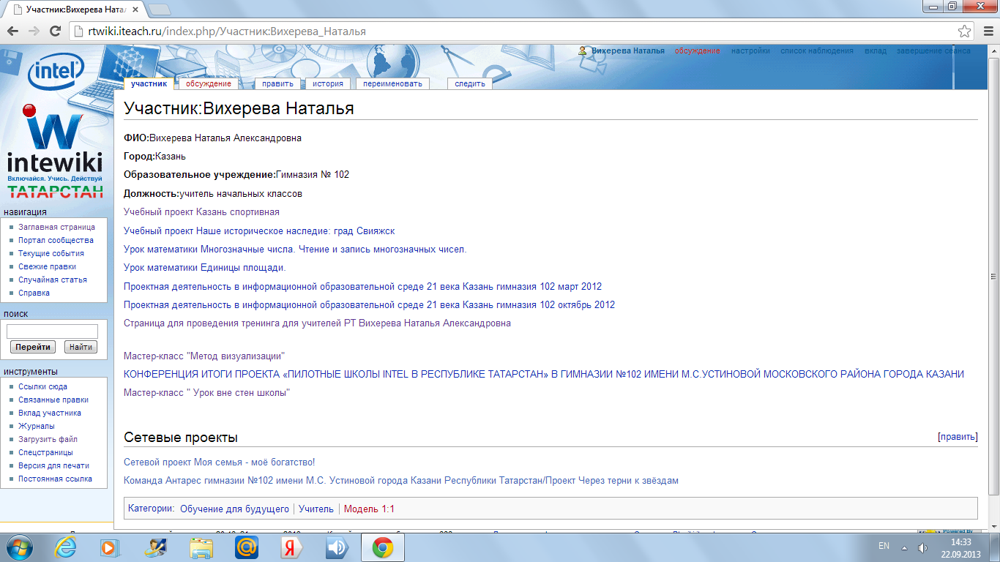 Участник:Вихерева Натал
rtwiki.iteach.ru/index.php/Участник:Вихерева_Наталья
Вихерева Наталья обсуждение настройки список наблюдения вклад завершение сеанса
intel
участник обсуждение править история переименовать следить
Участник:Вихерева Наталья
ФИО:Вихерева Наталья Александровна
Город:Казань
Образовательное учреждение:Гимназия № 102
Должность:учитель начальных классов
Учебный проект Казань спортивная
Учебный проект Наше историческое наследие: град Свияжск
Урок математики Многозначные числа. Чтение и запись многозначных чисел.
Урок математики Единицы площади.
Проектная деятельность в информационной образовательной среде 21 века Казань гимназия 102 март 2012
Проектная деятельность в информационной образовательной среде 21 века Казань гимназия 102 октябрь 2012
Страница для проведения тренинга для учителей РТ Вихерева Наталья Александровна
Мастер-класс "Метод визуализации"
КОНФЕРЕНЦИЯ ИТОГИ ПРОЕКТА «ПИЛОТНЫЕ ШКОЛЫ INTEL В РЕСПУБЛИКЕ ТАТАРСТАН» В ГИМНАЗИИ №102 ИМЕНИ М.С.УСТИНОВОЙ МОСКОВСКОГО РАЙОНА ГОРОДА КАЗАНИ
Мастер-класс " Урок вне стен школы"
Сетевые проекты [править]
Сетевой проект Моя семья - моё богатство!
Команда Антарес гимназии №102 имени М.С. Устиновой города Казани Республики Татарстан/Проект Через терни к звёздам
Категории: Обучение для будущего | Учитель | Модель 1:1
intewiki
Включайся. Учись. Действуй
ТАТАРСТАН
навигация
Заглавная страница
Портал сообщества
Текущие события
Свежие правки
Случайная статья
Справка
поиск
Перейти Найти
инструменты
Ссылки сюда
Связанные правки
Вклад участника
Журналы
Загрузить файл
Спецстраницы
Версия для печати
Постоянная ссылка
Powered By
EN
14:33
22.09.2013